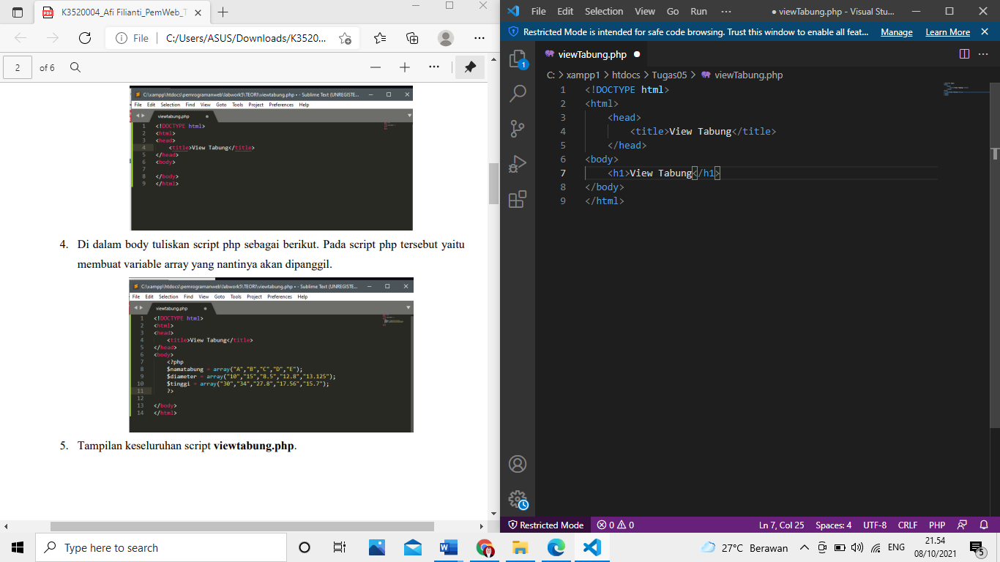 K3520004_Afi Filianti_PemWeb_T
File
C:/Users/ASUS/Downloads/K3520...
2 of 6
C:\xampp\htdocs\pemrogramanweb\labwork5\TEORI\viewtabung.php • - Sublime Text (UNREGISTE...
File Edit Selection Find View Goto Tools Project Preferences Help
viewtabung.php
1 <!DOCTYPE html>
2 <html>
3 <head>
4 <title>View Tabung</title>
5 </head>
6 <body>
7
8 </body>
9 </html>
4. Di dalam body tuliskan script php sebagai berikut. Pada script php tersebut yaitu
membuat variable array yang nantinya akan dipanggil.
C:\xampp\htdocs\pemrogramanweb\labwork5\TEORI\viewtabung.php • - Sublime Text (UNREGISTE...
File Edit Selection Find View Goto Tools Project Preferences Help
viewtabung.php
1 <!DOCTYPE html>
2 <html>
3 <head>
4 <title>View Tabung</title>
5 </head>
6 <body>
7 <?php
8 $namatabung = array("A","B","C","D","E");
9 $diameter = array("10","15","8.5","12.8","13.125");
10 $tinggi = array("30","34","27.8","17.56","15.7");
11 ?>
12
13 </body>
14 </html>
5. Tampilan keseluruhan script viewtabung.php.
File Edit Selection View Go Run ··· ● viewTabung.php - Visual Stu...
Restricted Mode is intended for safe code browsing. Trust this window to enable all feat... Manage Learn More
1
viewTabung.php ●
C: > xampp1 > htdocs > Tugas05 > viewTabung.php
1 <!DOCTYPE html>
2 <html>
3 <head>
4 <title>View Tabung</title>
5 </head>
6 <body>
7 <h1>View Tabung</h1>
8 </body>
9 </html>
Restricted Mode 0 0 Ln 7, Col 25 Spaces: 4 UTF-8 CRLF PHP
Type here to search
27°C Berawan ENG
21.54
08/10/2021
5